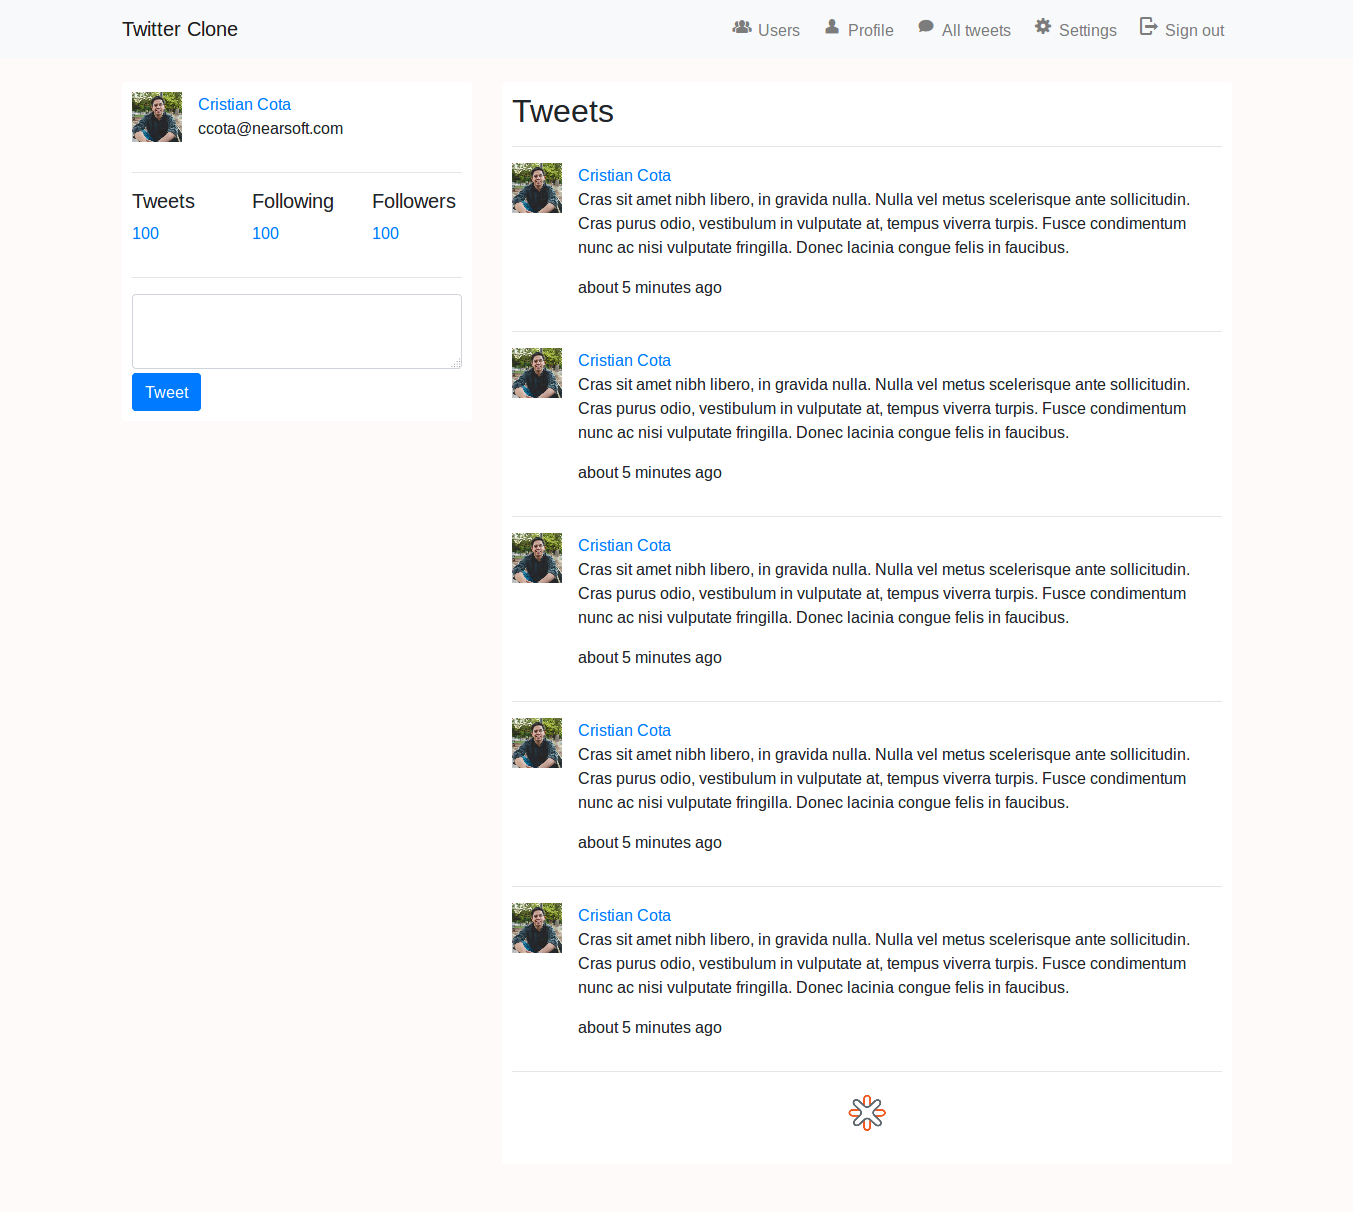 Twitter Clone
Users
Profile
All tweets
Settings
Sign out
Cristian Cota
ccota@nearsoft.com
Tweets
Following
Followers
100
100
100
Tweet
Tweets
Cristian Cota
Cras sit amet nibh libero, in gravida nulla. Nulla vel metus scelerisque ante sollicitudin.
Cras purus odio, vestibulum in vulputate at, tempus viverra turpis. Fusce condimentum
nunc ac nisi vulputate fringilla. Donec lacinia congue felis in faucibus.
about 5 minutes ago
Cristian Cota
Cras sit amet nibh libero, in gravida nulla. Nulla vel metus scelerisque ante sollicitudin.
Cras purus odio, vestibulum in vulputate at, tempus viverra turpis. Fusce condimentum
nunc ac nisi vulputate fringilla. Donec lacinia congue felis in faucibus.
about 5 minutes ago
Cristian Cota
Cras sit amet nibh libero, in gravida nulla. Nulla vel metus scelerisque ante sollicitudin.
Cras purus odio, vestibulum in vulputate at, tempus viverra turpis. Fusce condimentum
nunc ac nisi vulputate fringilla. Donec lacinia congue felis in faucibus.
about 5 minutes ago
Cristian Cota
Cras sit amet nibh libero, in gravida nulla. Nulla vel metus scelerisque ante sollicitudin.
Cras purus odio, vestibulum in vulputate at, tempus viverra turpis. Fusce condimentum
nunc ac nisi vulputate fringilla. Donec lacinia congue felis in faucibus.
about 5 minutes ago
Cristian Cota
Cras sit amet nibh libero, in gravida nulla. Nulla vel metus scelerisque ante sollicitudin.
Cras purus odio, vestibulum in vulputate at, tempus viverra turpis. Fusce condimentum
nunc ac nisi vulputate fringilla. Donec lacinia congue felis in faucibus.
about 5 minutes ago